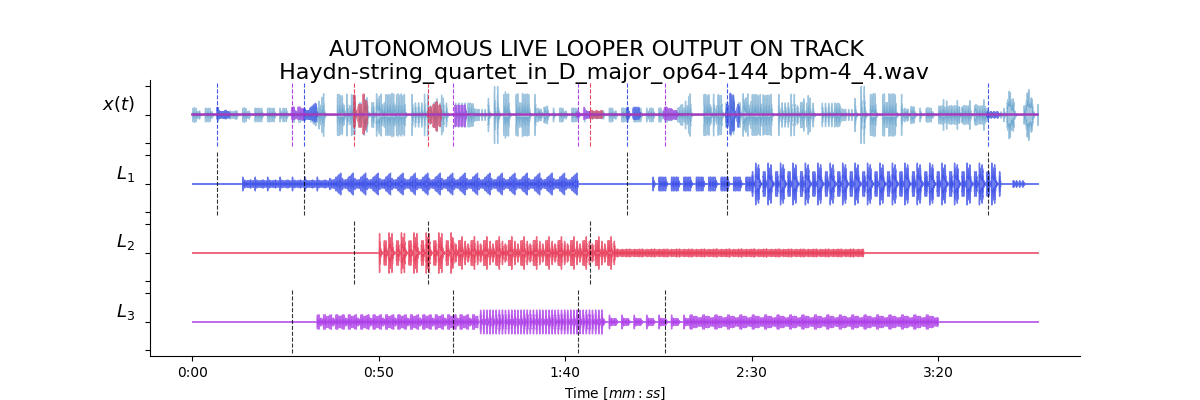 AUTONOMOUS LIVE LOOPER OUTPUT ON TRACK
Haydn-string_quartet_in_D_major_op64-144_bpm-4_4.wav
x(t)
L₁
L₂
L₃
0:00 0:50 1:40 2:30 3:20
Time [mm : ss]